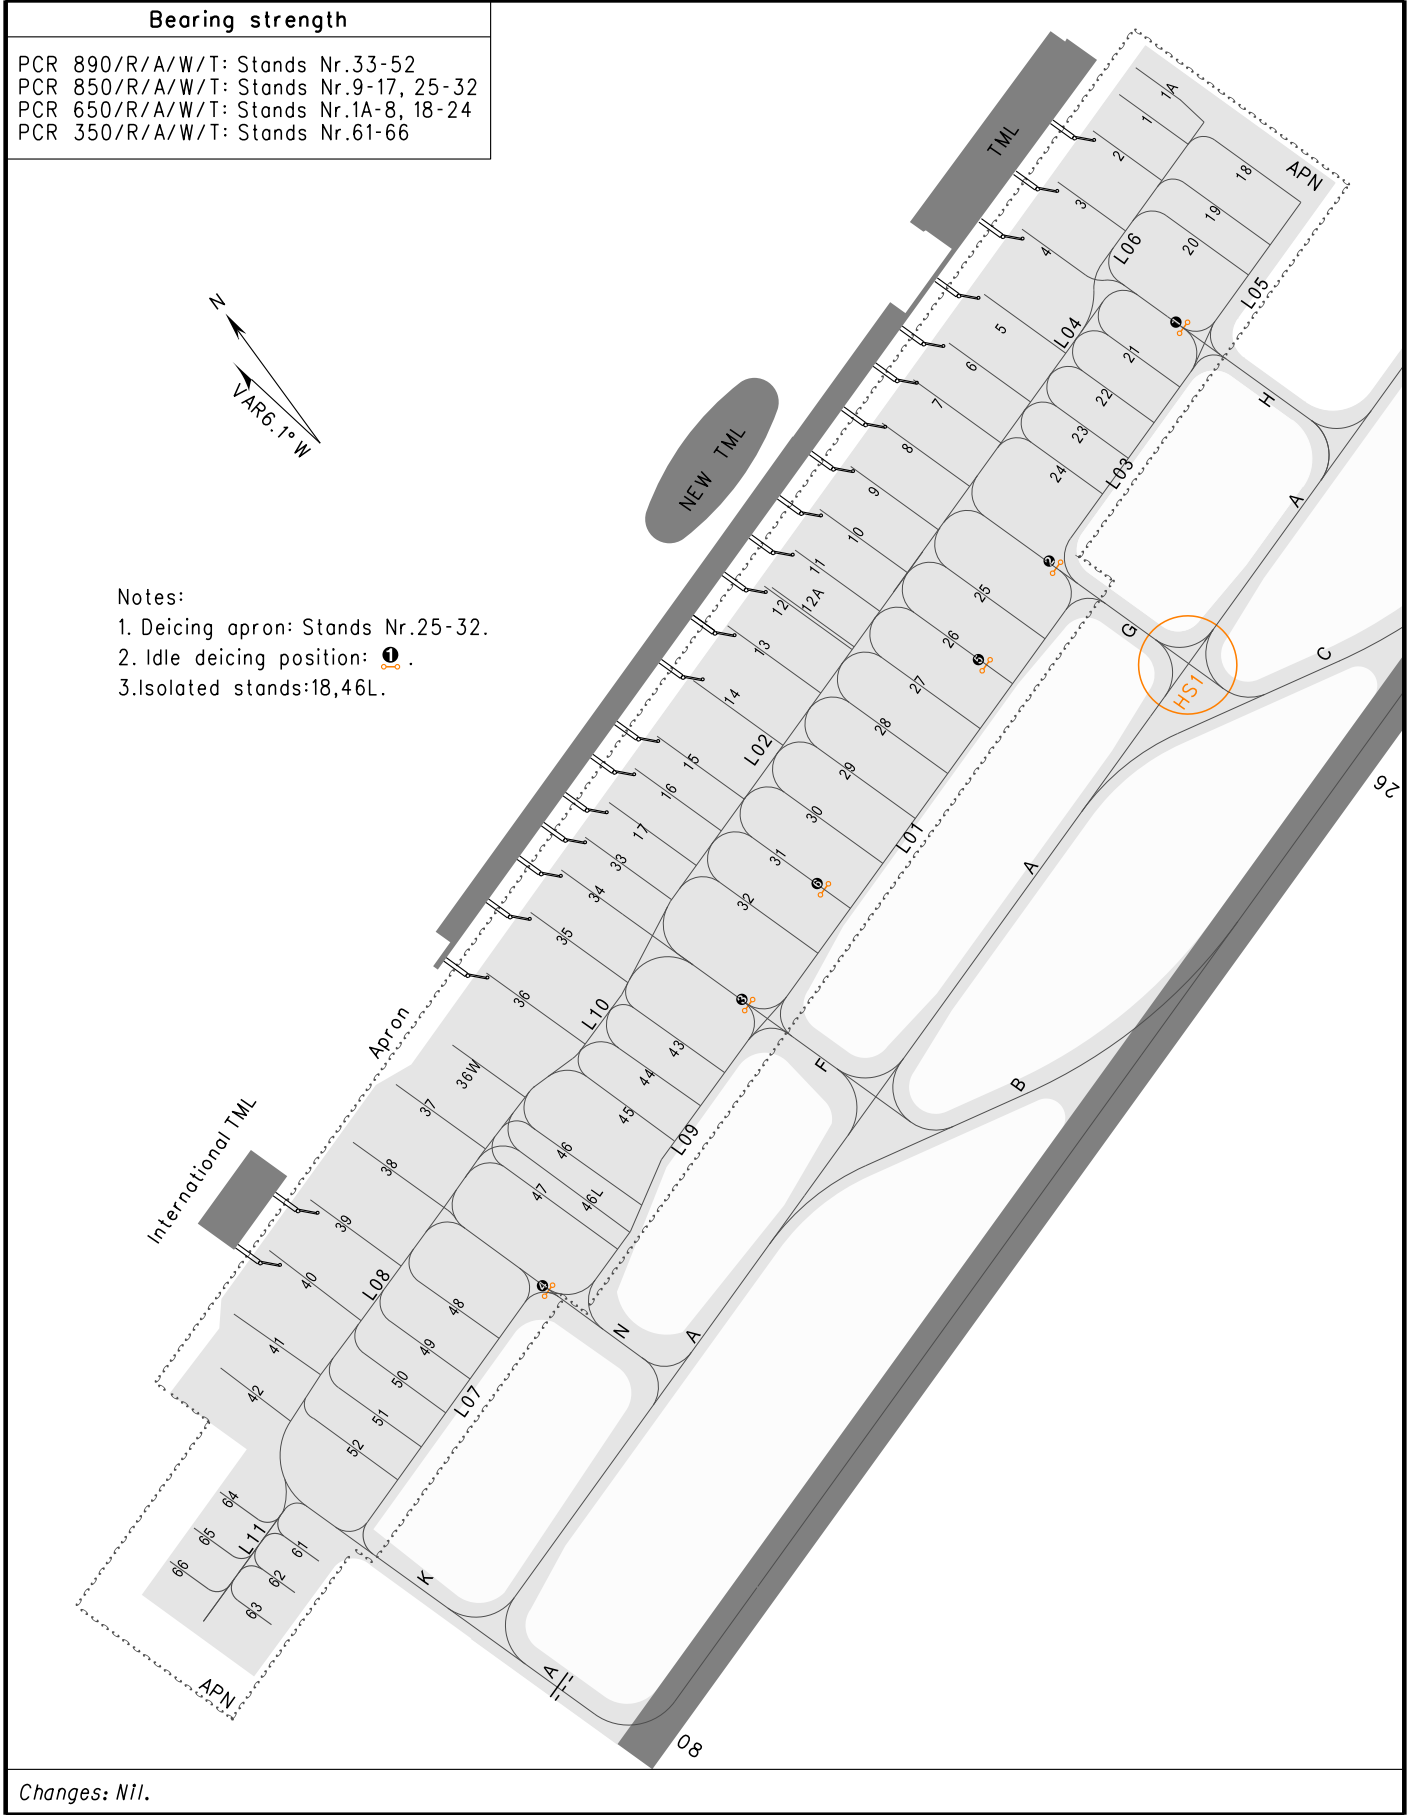 Bearing strength
PCR 890/R/A/W/T: Stands Nr.33-52
PCR 850/R/A/W/T: Stands Nr.9-17, 25-32
PCR 650/R/A/W/T: Stands Nr.1A-8, 18-24
PCR 350/R/A/W/T: Stands Nr.61-66
N
VAR6.1° W
Notes:
1. Deicing apron: Stands Nr.25-32.
2. Idle deicing position: 1 .
3.Isolated stands:18,46L.
TML
NEW TML
International TML
Apron
APN
1A
1
2
3
4
5
6
7
8
9
10
11
12
12A
13
14
15
16
17
33
34
35
36
36W
37
38
39
40
41
42
18
19
20
21
22
23
24
25
26
27
28
29
30
31
32
43
44
45
46
46L
47
48
49
50
51
52
64
65
66
61
62
63
L06
L05
L04
L03
L02
L01
L10
L09
L08
L07
L11
7
2
5
6
3
4
H
A
G
HS1
C
26
A
F
B
N
A
K
A
08
APN
Changes: Nil.